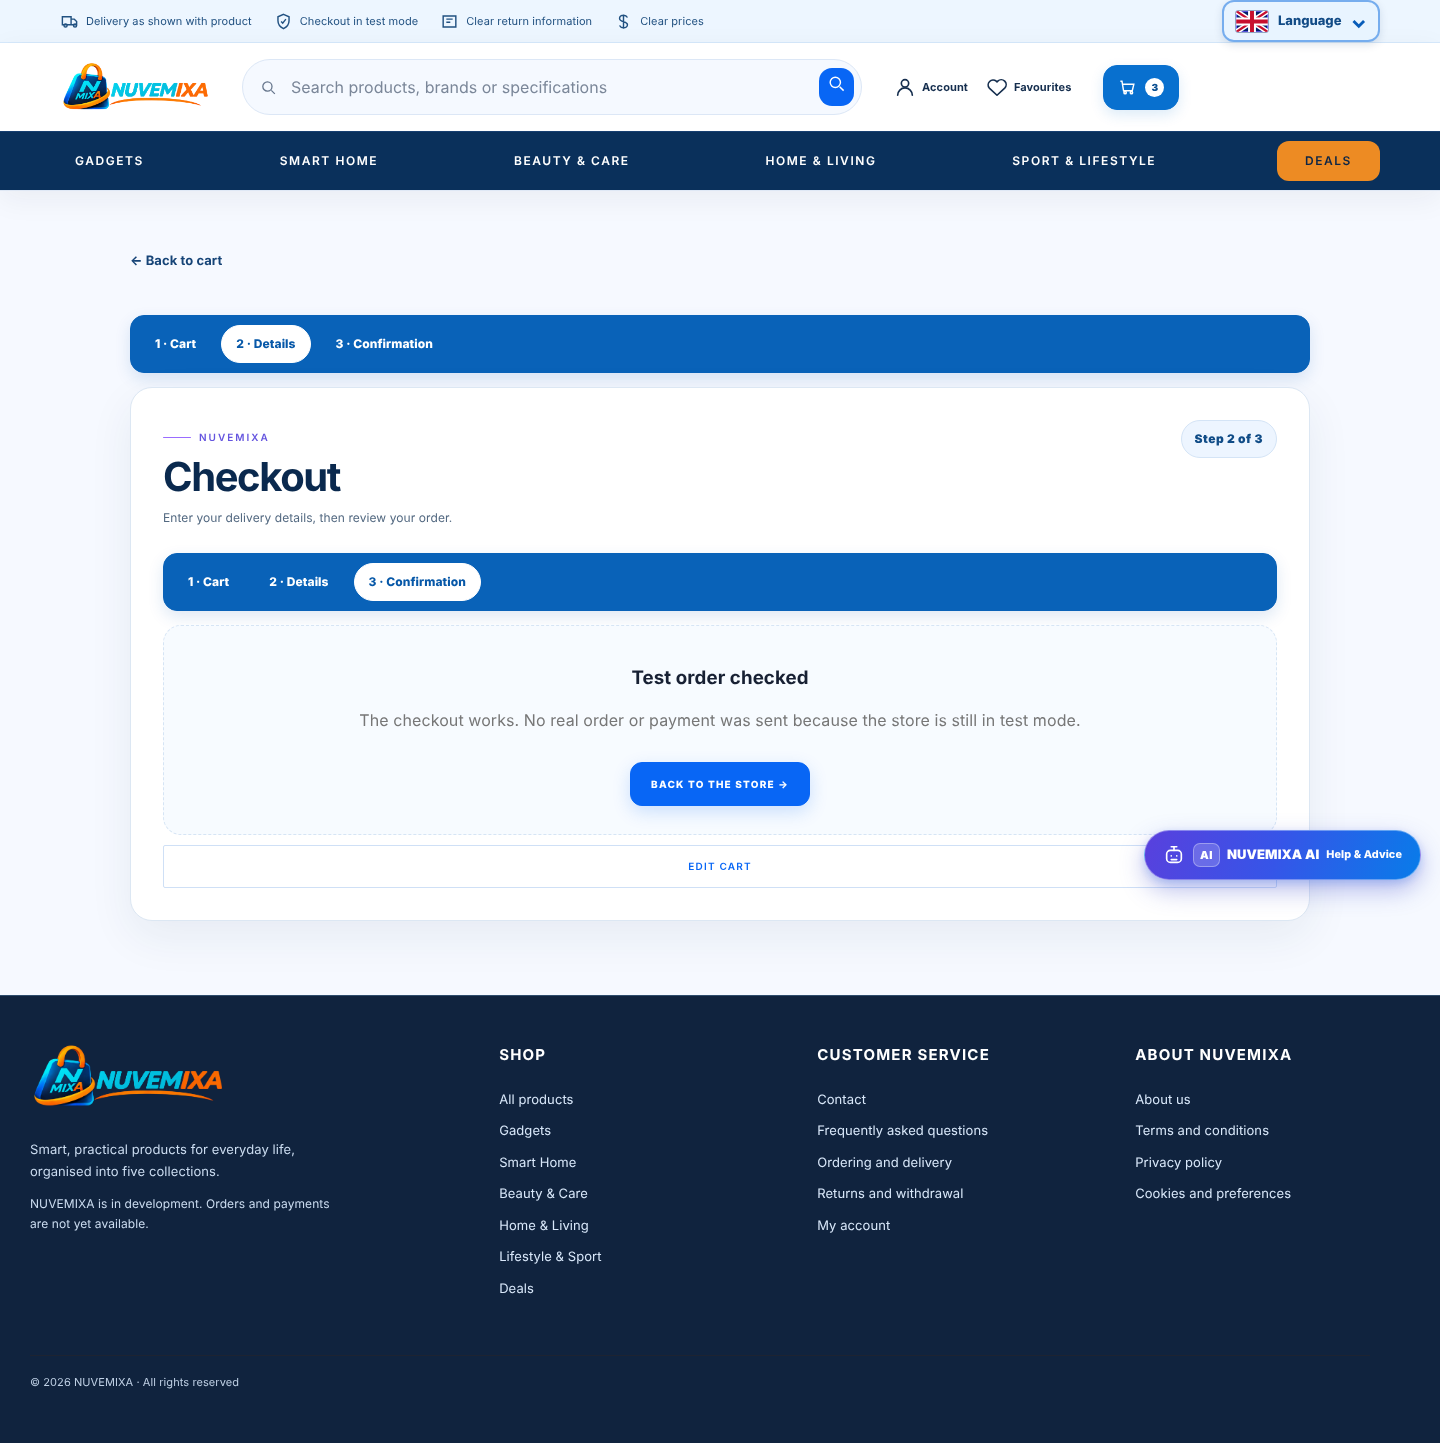 Delivery as shown with product
Checkout in test mode
Clear return information
Clear prices
Language
MIXA NUVEMIXA
Search products, brands or specifications
Account
Favourites
3
GADGETS
SMART HOME
BEAUTY & CARE
HOME & LIVING
SPORT & LIFESTYLE
DEALS
← Back to cart
1 · Cart
2 · Details
3 · Confirmation
NUVEMIXA
Step 2 of 3
Checkout
Enter your delivery details, then review your order.
1 · Cart
2 · Details
3 · Confirmation
Test order checked
The checkout works. No real order or payment was sent because the store is still in test mode.
BACK TO THE STORE →
EDIT CART
AI NUVEMIXA AI Help & Advice
MIXA NUVEMIXA
Smart, practical products for everyday life,
organised into five collections.
NUVEMIXA is in development. Orders and payments
are not yet available.
SHOP
All products
Gadgets
Smart Home
Beauty & Care
Home & Living
Lifestyle & Sport
Deals
CUSTOMER SERVICE
Contact
Frequently asked questions
Ordering and delivery
Returns and withdrawal
My account
ABOUT NUVEMIXA
About us
Terms and conditions
Privacy policy
Cookies and preferences
© 2026 NUVEMIXA · All rights reserved